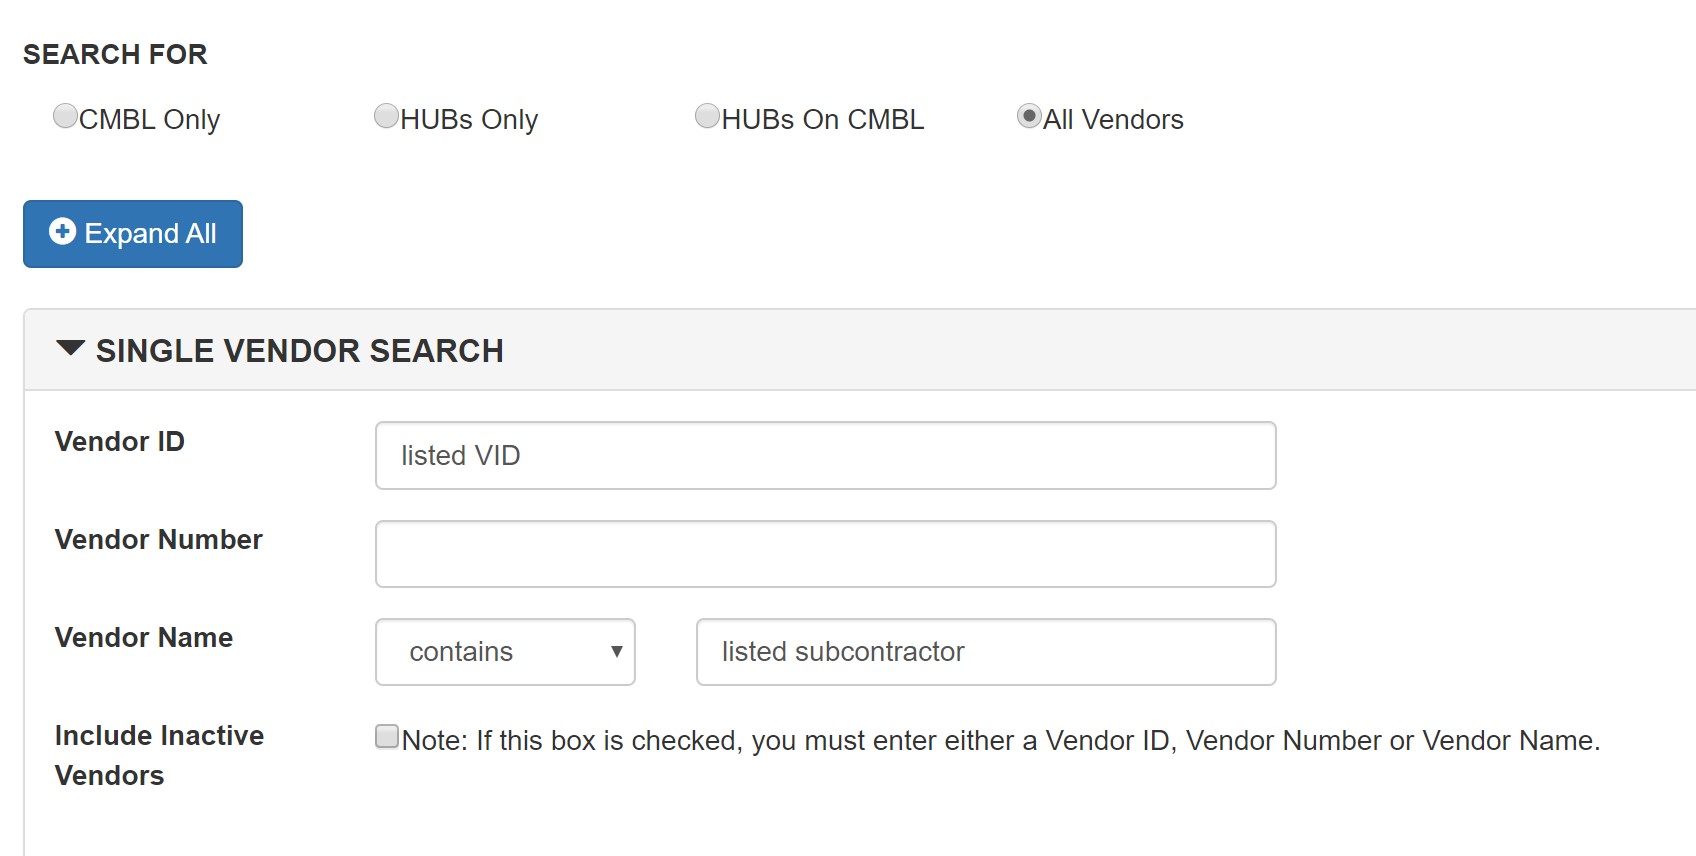 SEARCH FOR
CMBL Only HUBs Only HUBs On CMBL All Vendors
Expand All
SINGLE VENDOR SEARCH
Vendor ID listed VID
Vendor Number
Vendor Name contains listed subcontractor
Include Inactive Note: If this box is checked, you must enter either a Vendor ID, Vendor Number or Vendor Name.
Vendors